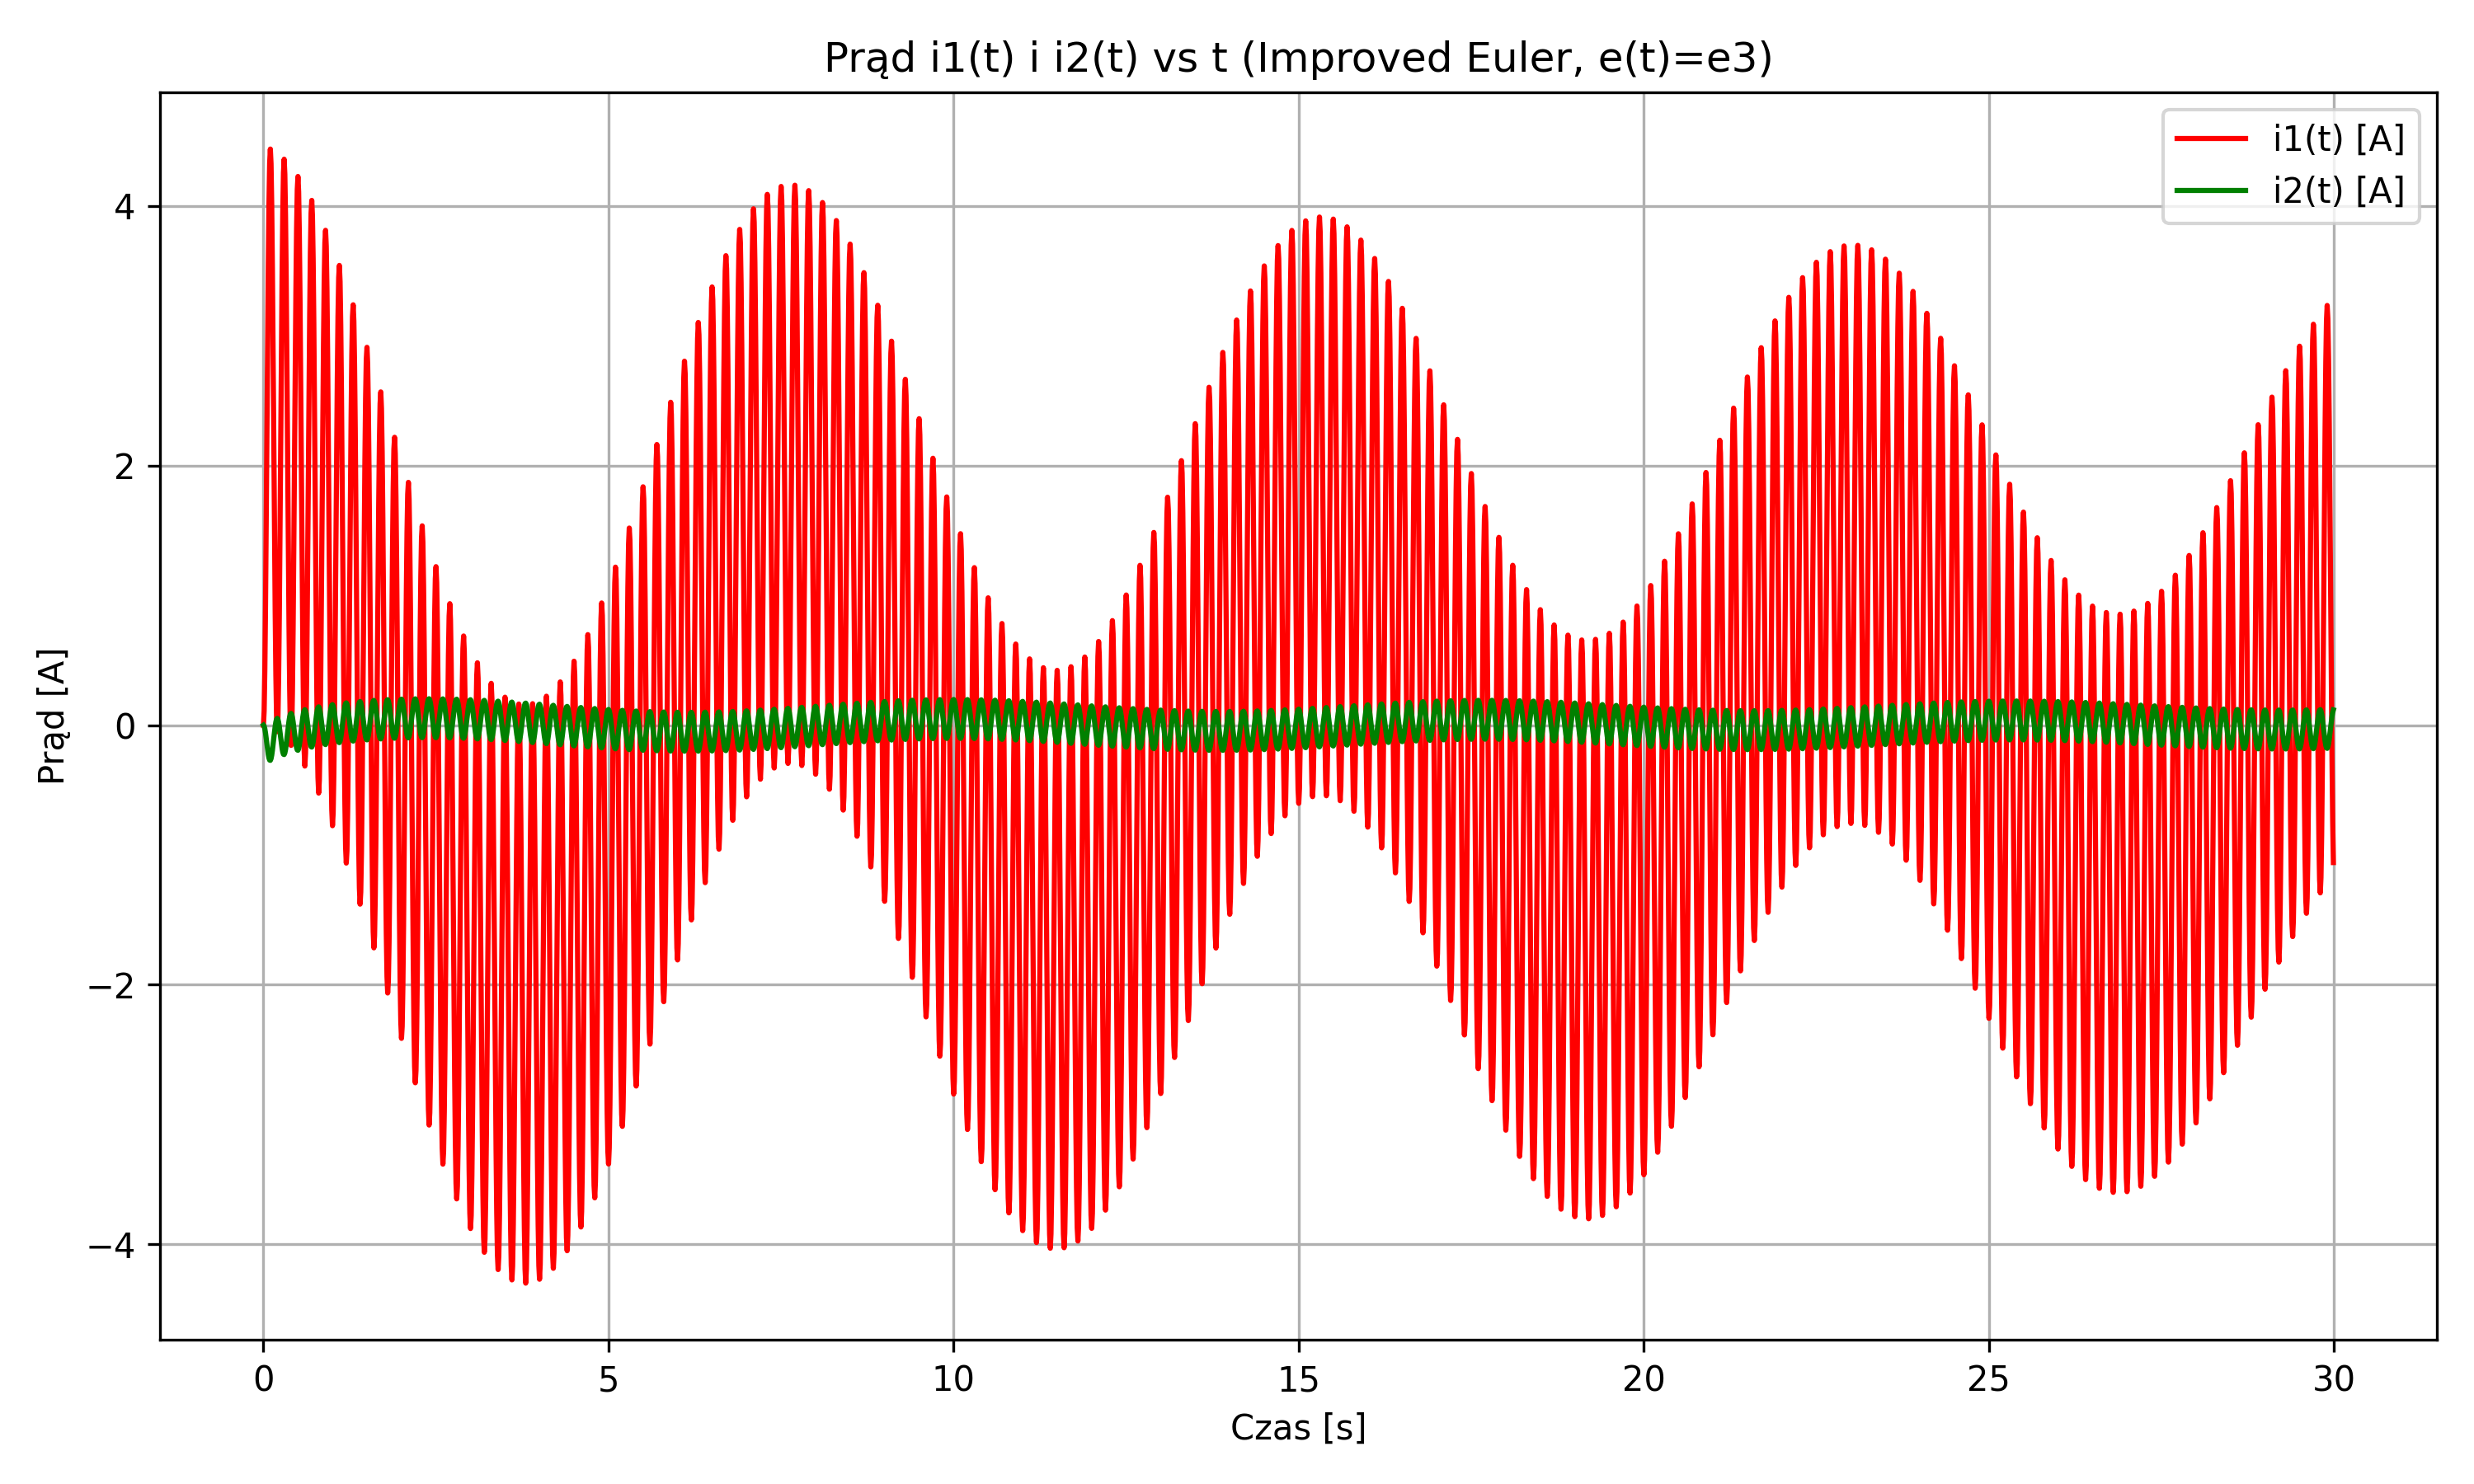 Prąd i1(t) i i2(t) vs t (Improved Euler, e(t)=e3)
i1(t) [A]
i2(t) [A]
Prąd [A]
4
2
0
−2
−4
0 5 10 15 20 25 30
Czas [s]